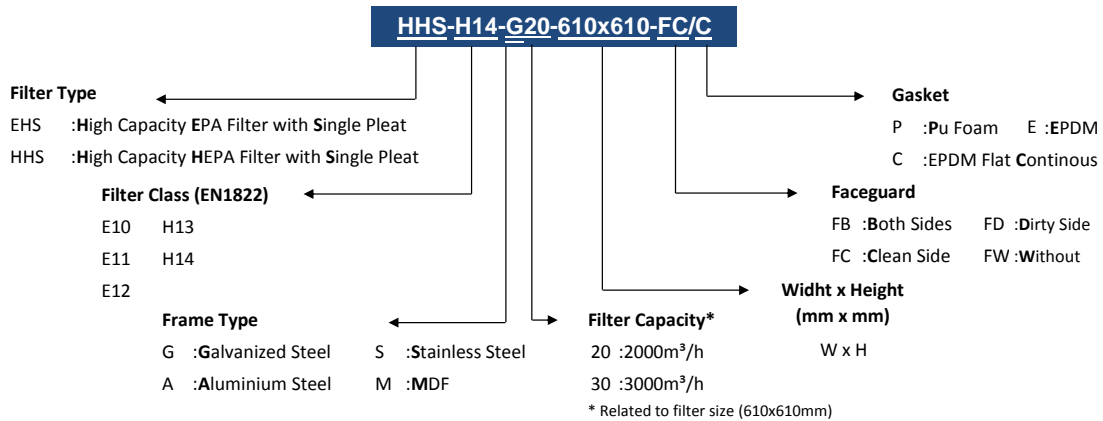 HHS-H14-G20-610x610-FC/C
Filter Type
EHS :High Capacity EPA Filter with Single Pleat
HHS :High Capacity HEPA Filter with Single Pleat
Gasket
P :Pu Foam E :EPDM
C :EPDM Flat Continous
Filter Class (EN1822)
E10 H13
E11 H14
E12
Faceguard
FB :Both Sides FD :Dirty Side
FC :Clean Side FW :Without
Widht x Height
(mm x mm)
W x H
Frame Type
G :Galvanized Steel S :Stainless Steel
A :Aluminium Steel M :MDF
Filter Capacity*
20 :2000m³/h
30 :3000m³/h
* Related to filter size (610x610mm)